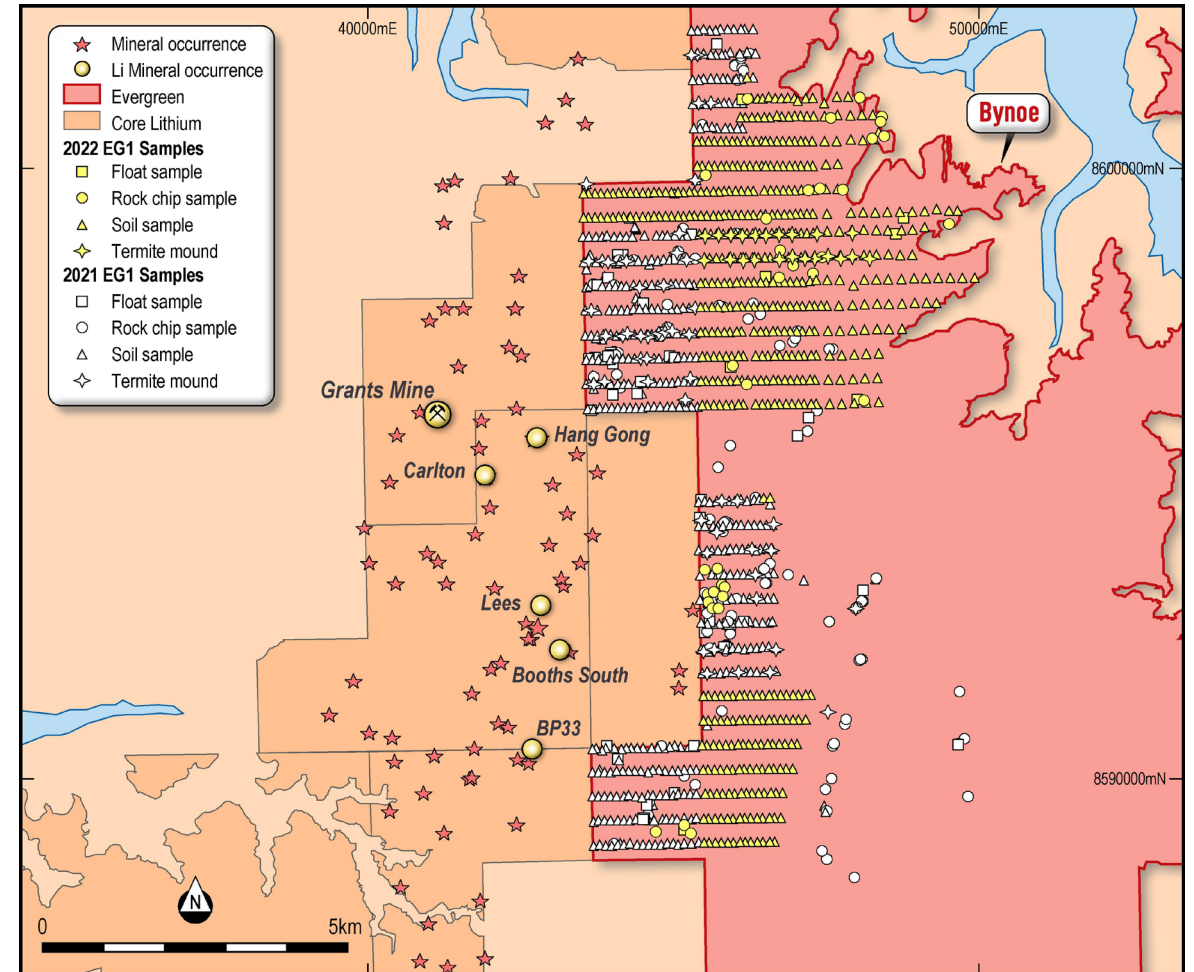 40000mE
50000mE
Mineral occurrence
Li Mineral occurrence
Evergreen
Core Lithium
2022 EG1 Samples
Float sample
Rock chip sample
Soil sample
Termite mound
2021 EG1 Samples
Float sample
Rock chip sample
Soil sample
Termite mound
Bynoe
8600000mN
Grants Mine
Hang Gong
Carlton
Lees
Booths South
BP33
8590000mN
N
0
5km